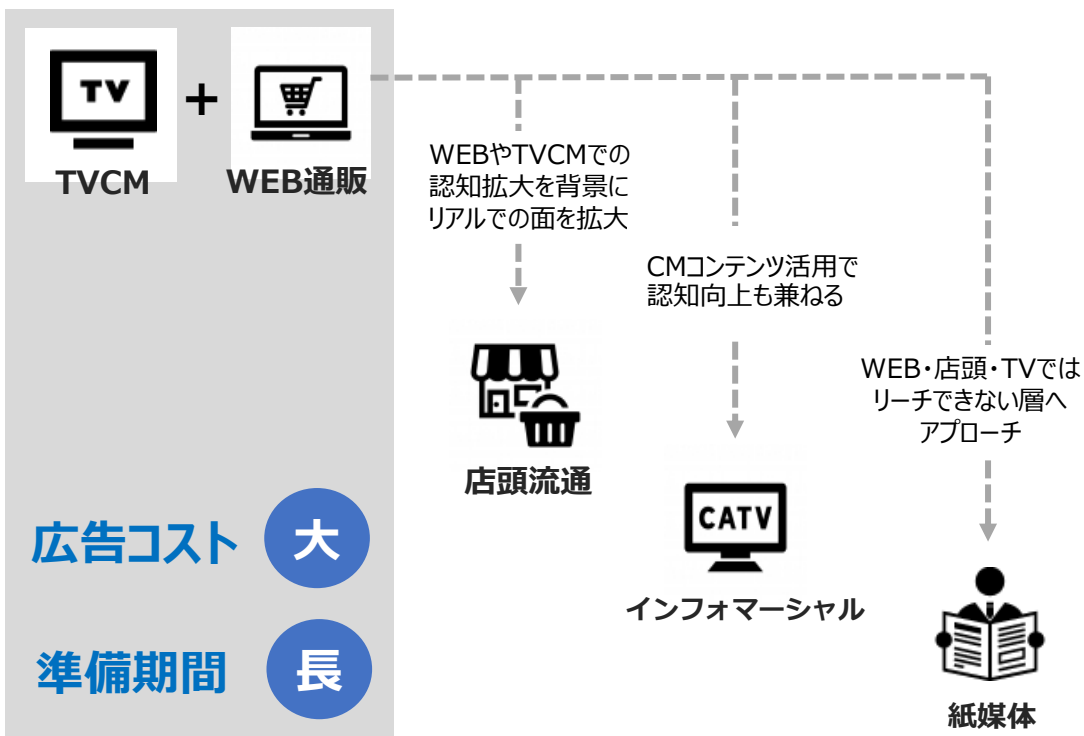 TV
+
TVCM
WEB通販
WEBやTVCMでの
認知拡大を背景に
リアルでの面を拡大
店頭流通
CMコンテンツ活用で
認知向上も兼ねる
CATV
インフォマーシャル
WEB・店頭・TVでは
リーチできない層へ
アプローチ
紙媒体
広告コスト 大
準備期間 長